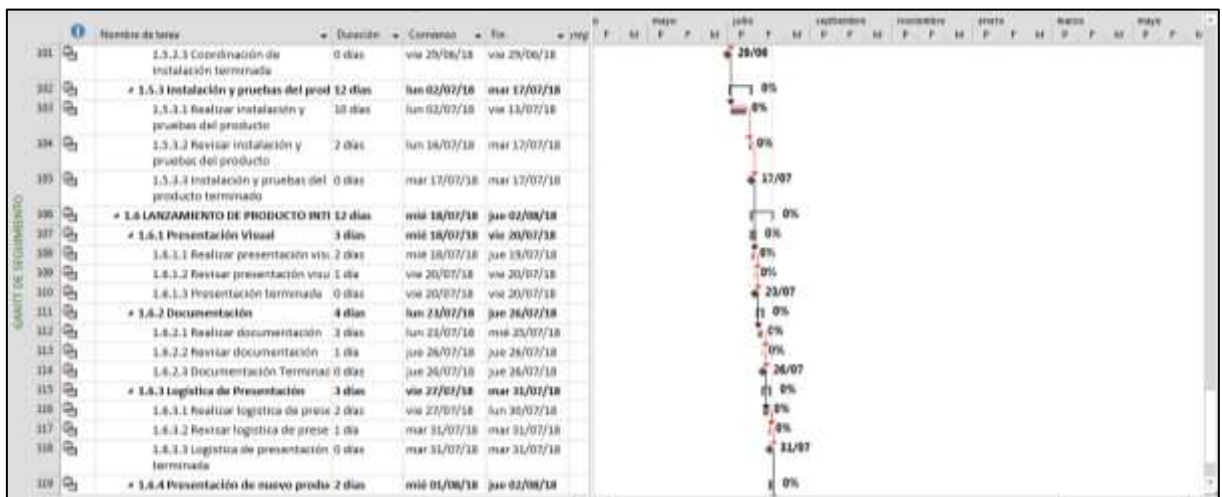 mayo julio septiembre noviembre enero marzo mayo
Nombre de tarea Duración Comienzo Fin
101 1.5.2.3 Coordinación de 0 días vie 29/06/18 vie 29/06/18 29/06
instalación terminada
102 1.5.3 Instalación y pruebas del prod 12 días lun 02/07/18 mar 17/07/18 0%
103 1.5.3.1 Realizar instalación y 10 días lun 02/07/18 vie 13/07/18 0%
pruebas del producto
104 1.5.3.2 Revisar instalación y 2 días lun 16/07/18 mar 17/07/18 0%
pruebas del producto
105 1.5.3.3 Instalación y pruebas del 0 días mar 17/07/18 mar 17/07/18 17/07
producto terminado
106 1.6 LANZAMIENTO DE PRODUCTO INTE 12 días mié 18/07/18 jue 02/08/18 0%
107 1.6.1 Presentación Visual 3 días mié 18/07/18 vie 20/07/18 0%
108 1.6.1.1 Realizar presentación visu 2 días mié 18/07/18 jue 19/07/18 0%
109 1.6.1.2 Revisar presentación visu 1 día vie 20/07/18 vie 20/07/18 0%
110 1.6.1.3 Presentación terminada 0 días vie 20/07/18 vie 20/07/18 20/07
111 1.6.2 Documentación 4 días lun 23/07/18 jue 26/07/18 0%
112 1.6.2.1 Realizar documentación 3 días lun 23/07/18 mié 25/07/18 0%
113 1.6.2.2 Revisar documentación 1 día jue 26/07/18 jue 26/07/18 0%
114 1.6.2.3 Documentación Terminad 0 días jue 26/07/18 jue 26/07/18 26/07
115 1.6.3 Logística de Presentación 3 días vie 27/07/18 mar 31/07/18 0%
116 1.6.3.1 Realizar logística de prese 2 días vie 27/07/18 lun 30/07/18 0%
117 1.6.3.2 Revisar logística de prese 1 día mar 31/07/18 mar 31/07/18 0%
118 1.6.3.3 Logística de presentación 0 días mar 31/07/18 mar 31/07/18 31/07
terminada
119 1.6.4 Presentación de nuevo produ 2 días mié 01/08/18 jue 02/08/18 0%
GANTT DE SEGUIMIENTO